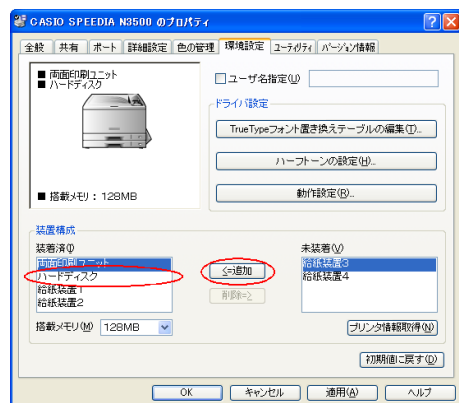 CASIO SPEEDIA N3500 のプロパティ
全般 共有 ポート 詳細設定 色の管理 環境設定 ユーティリティ バージョン情報
■ 両面印刷ユニット
■ ハードディスク
■ 搭載メモリ : 128MB
ユーザ名指定(U)
ドライバ設定
TrueTypeフォント置き換えテーブルの編集(T)...
ハーフトーンの設定(H)...
動作設定(R)...
装置構成
装着済(I)
両面印刷ユニット
ハードディスク
給紙装置1
給紙装置2
<=追加
削除=>
未装着(V)
給紙装置3
給紙装置4
搭載メモリ(M) 128MB
プリンタ情報取得(N)
初期値に戻す(D)
OK キャンセル 適用(A) ヘルプ